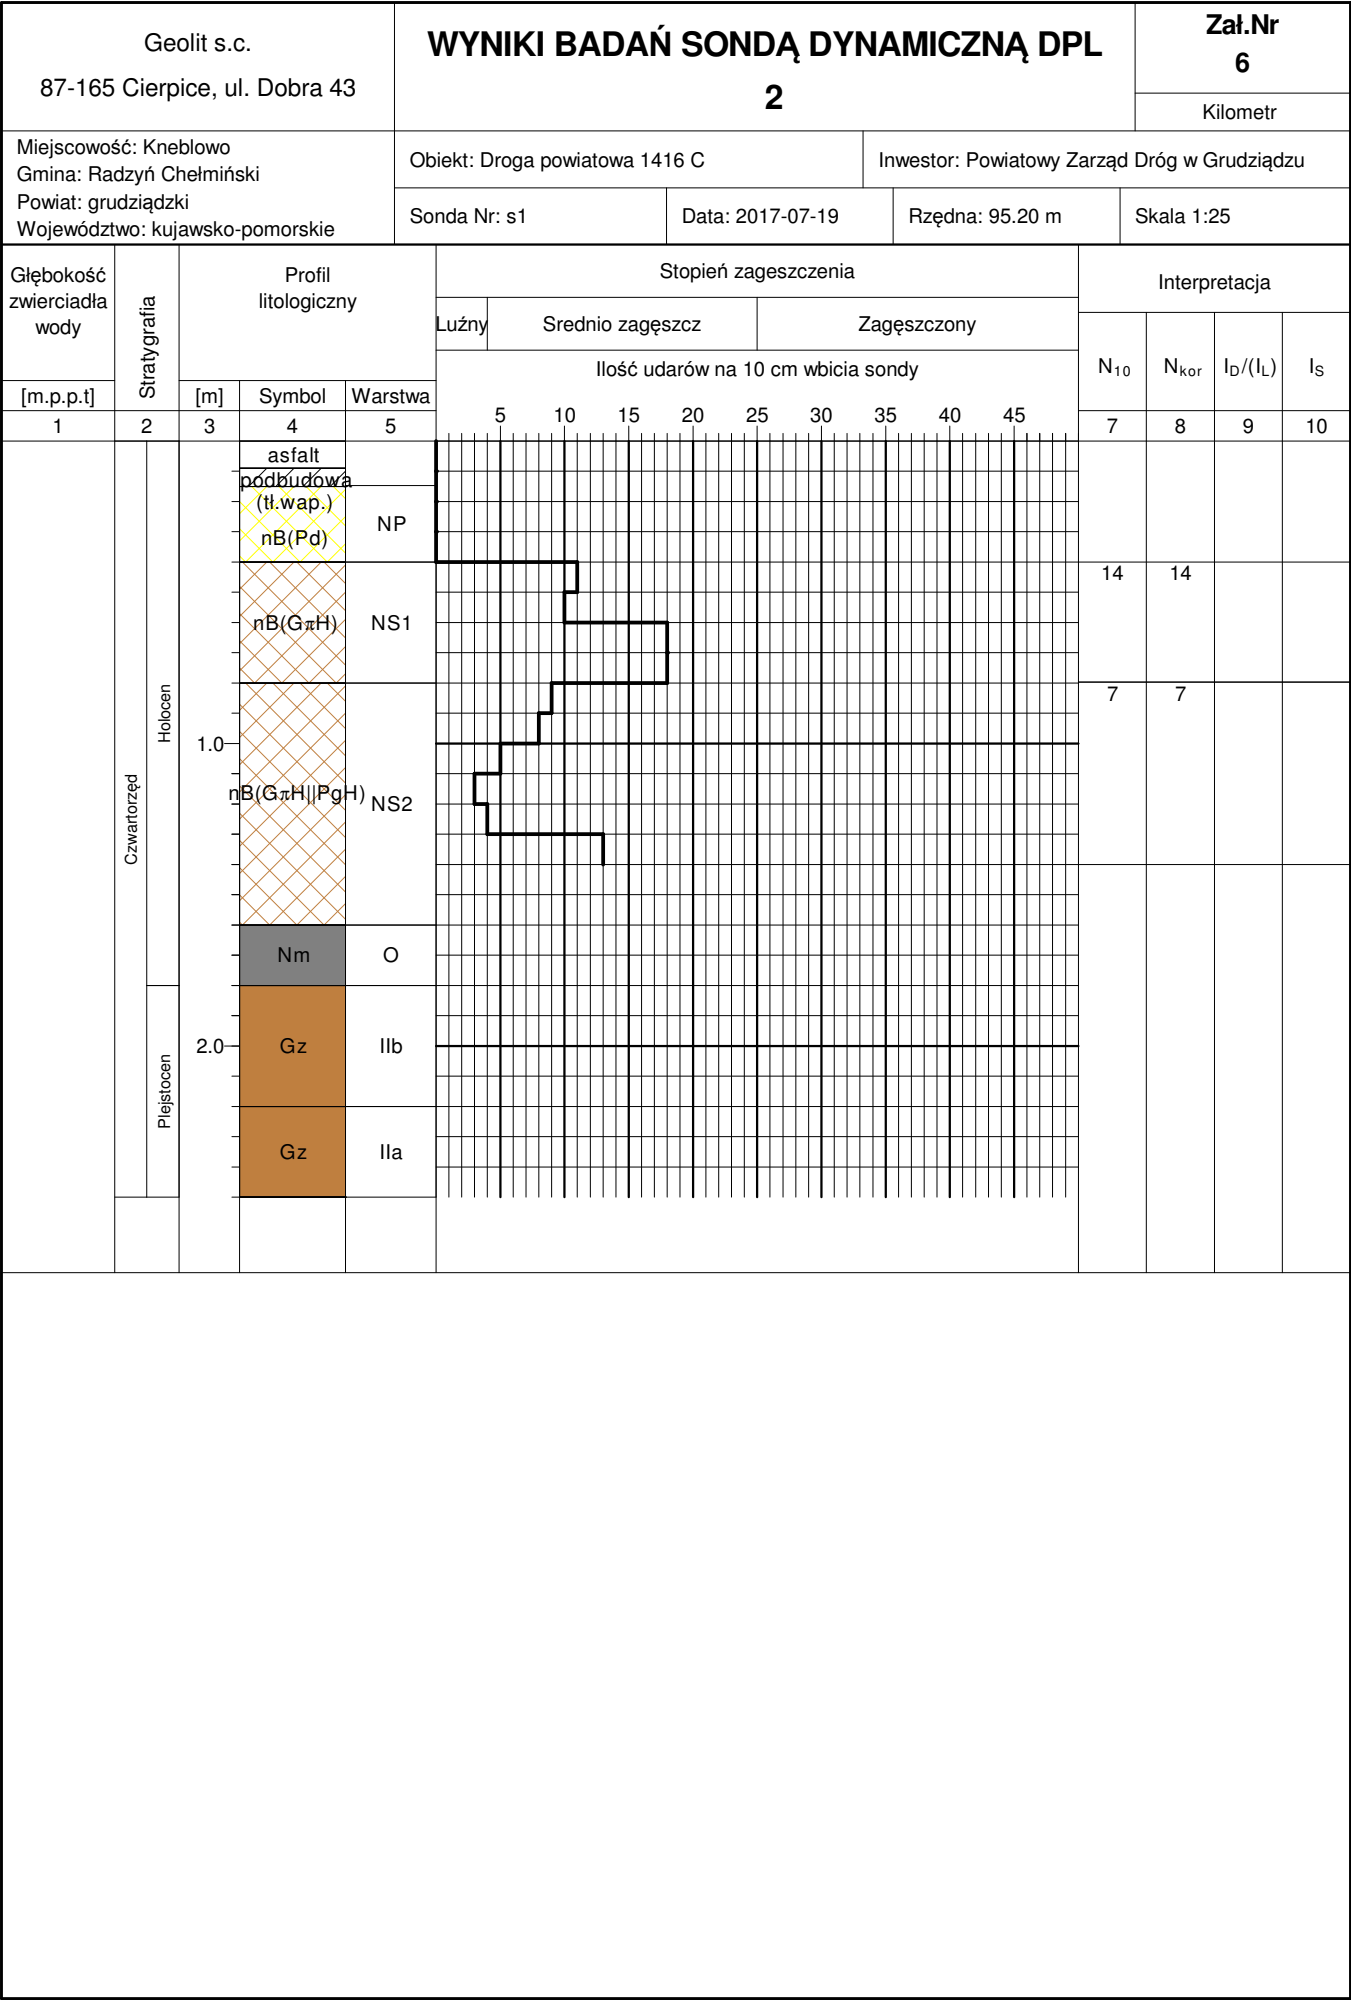 Geolit s.c.
87-165 Cierpice, ul. Dobra 43
WYNIKI BADAŃ SONDĄ DYNAMICZNĄ DPL
2
Zał.Nr
6
Kilometr
Miejscowość: Kneblowo
Gmina: Radzyń Chełmiński
Powiat: grudziądzki
Województwo: kujawsko-pomorskie
Obiekt: Droga powiatowa 1416 C
Inwestor: Powiatowy Zarząd Dróg w Grudziądzu
Sonda Nr: s1
Data: 2017-07-19
Rzędna: 95.20 m
Skala 1:25
Głębokość
zwierciadła
wody
[m.p.p.t]
Stratygrafia
Profil
litologiczny
[m]
Symbol
Warstwa
Stopień zageszczenia
Luźny
Srednio zagęszcz
Zagęszczony
Ilość udarów na 10 cm wbicia sondy
5 10 15 20 25 30 35 40 45
Interpretacja
N10
Nkor
ID/(IL)
IS
1 2 3 4 5 7 8 9 10
asfalt
podbudowa
(tł.wap.)
nB(Pd)
NP
nB(GπH)
NS1
14 14
nB(GπH||PgH)
NS2
7 7
1.0
Nm
O
Gz
IIb
2.0
Gz
IIa
Czwartorzęd
Holocen
Plejstocen